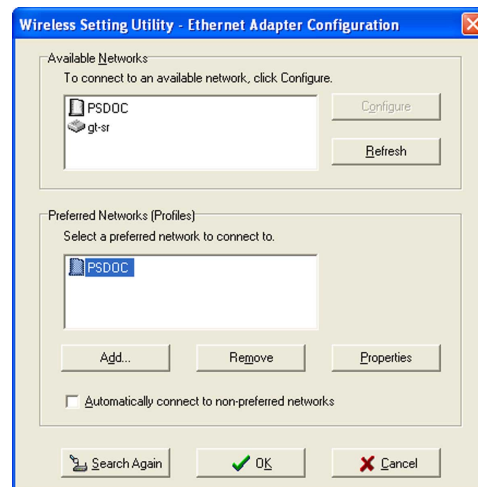 Wireless Setting Utility - Ethernet Adapter Configuration
Available Networks
To connect to an available network, click Configure.
PSDOC
gt-sr
Configure
Refresh
Preferred Networks (Profiles)
Select a preferred network to connect to.
PSDOC
Add... Remove Properties
Automatically connect to non-preferred networks
Search Again OK Cancel